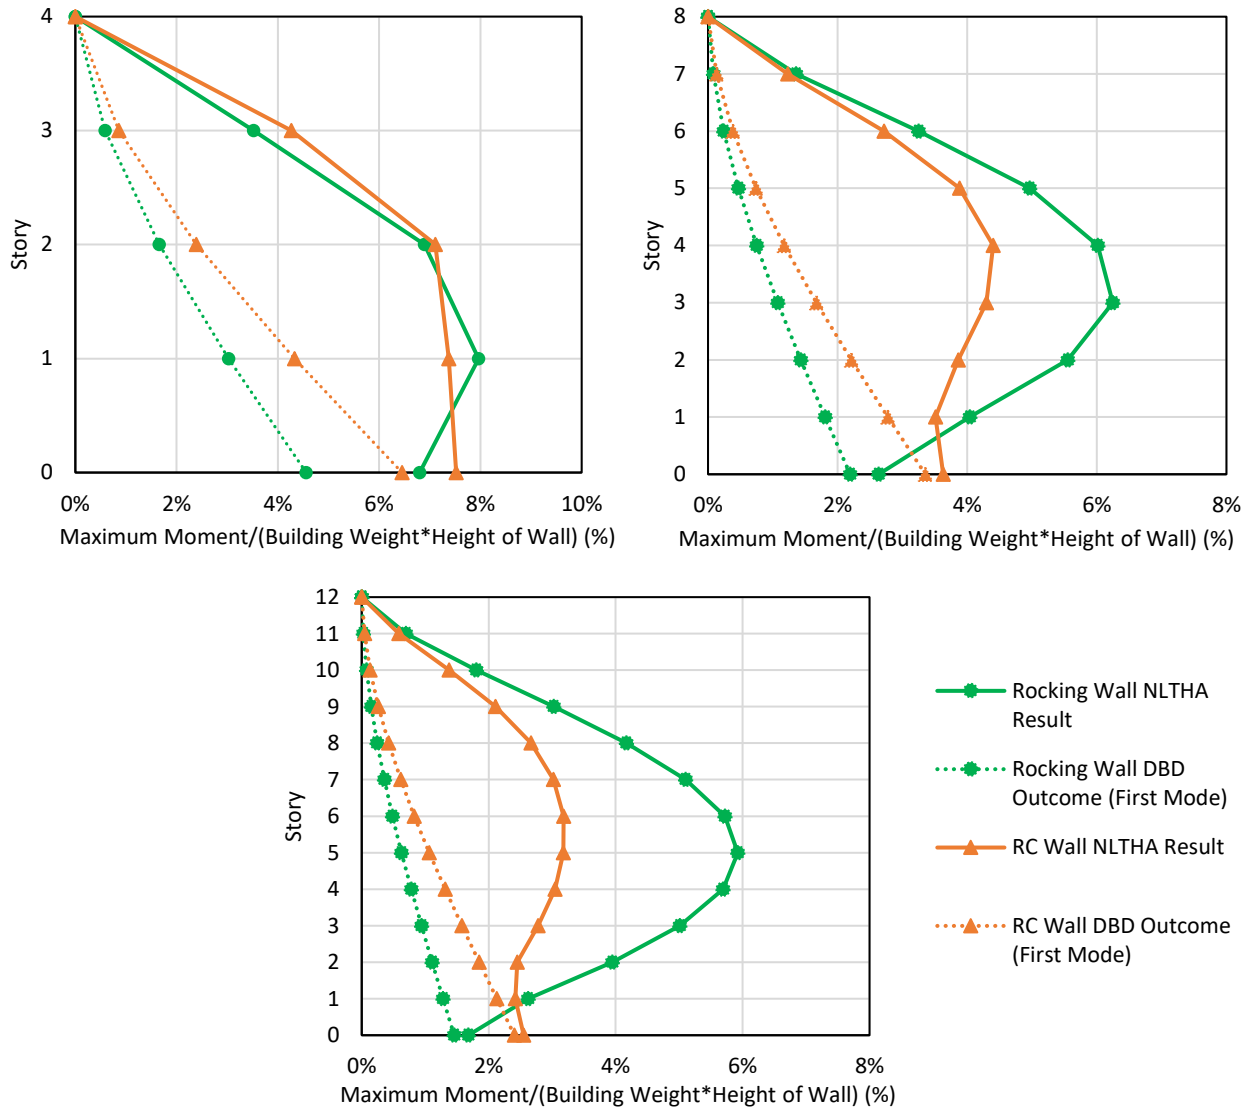 4
3
2
1
0
Story
0% 2% 4% 6% 8% 10%
Maximum Moment/(Building Weight*Height of Wall) (%)
8
7
6
5
4
3
2
1
0
Story
0% 2% 4% 6% 8%
Maximum Moment/(Building Weight*Height of Wall) (%)
12
11
10
9
8
7
6
5
4
3
2
1
0
Story
0% 2% 4% 6% 8%
Maximum Moment/(Building Weight*Height of Wall) (%)
Rocking Wall NLTHA
Result
Rocking Wall DBD
Outcome (First Mode)
RC Wall NLTHA Result
RC Wall DBD Outcome
(First Mode)